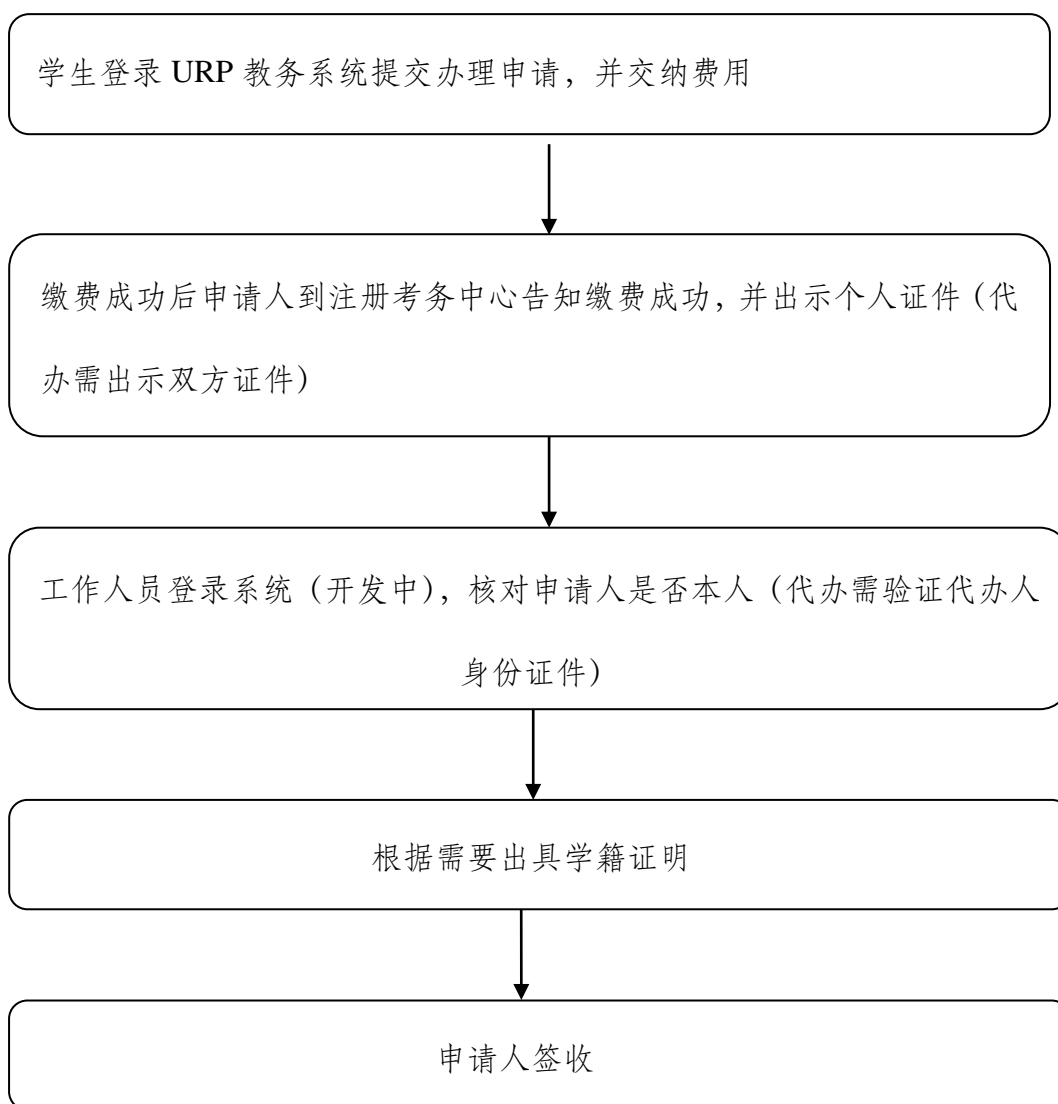 学生登录 URP 教务系统提交办理申请，并交纳费用
缴费成功后申请人到注册考务中心告知缴费成功，并出示个人证件（代
办需出示双方证件）
工作人员登录系统（开发中），核对申请人是否本人（代办需验证代办人
身份证件）
根据需要出具学籍证明
申请人签收